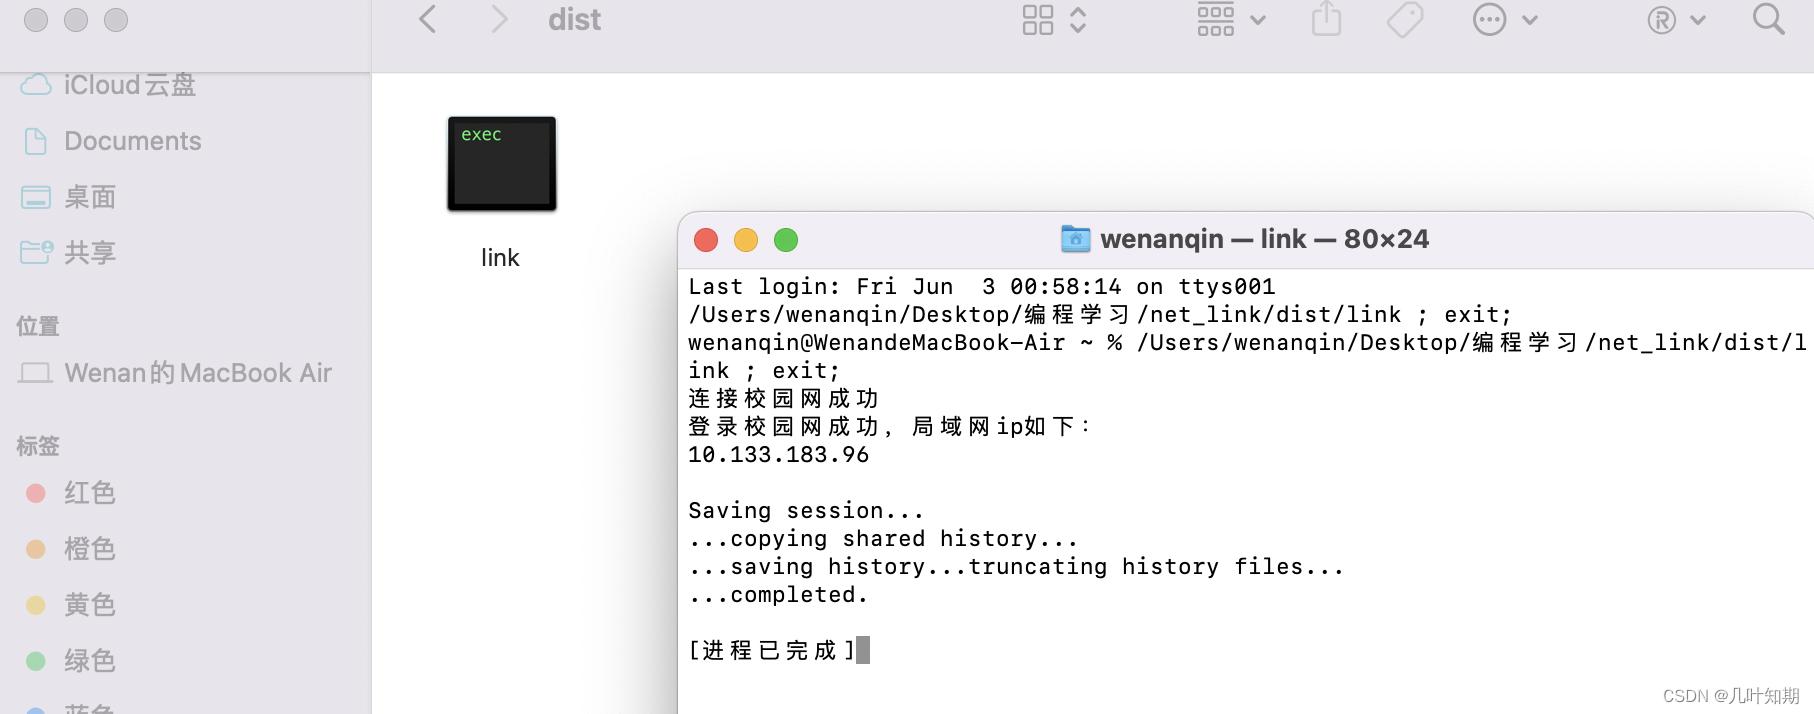 dist
iCloud云盘
Documents
桌面
共享
位置
Wenan的MacBook Air
标签
红色
橙色
黄色
绿色
蓝色
exec
link
wenanqin — link — 80×24
Last login: Fri Jun  3 00:58:14 on ttys001
/Users/wenanqin/Desktop/编程学习/net_link/dist/link ; exit;
wenanqin@WenandeMacBook-Air ~ % /Users/wenanqin/Desktop/编程学习/net_link/dist/l
ink ; exit;
连接校园网成功
登录校园网成功，局域网ip如下：
10.133.183.96
Saving session...
...copying shared history...
...saving history...truncating history files...
...completed.
[进程已完成]
CSDN @几叶知期